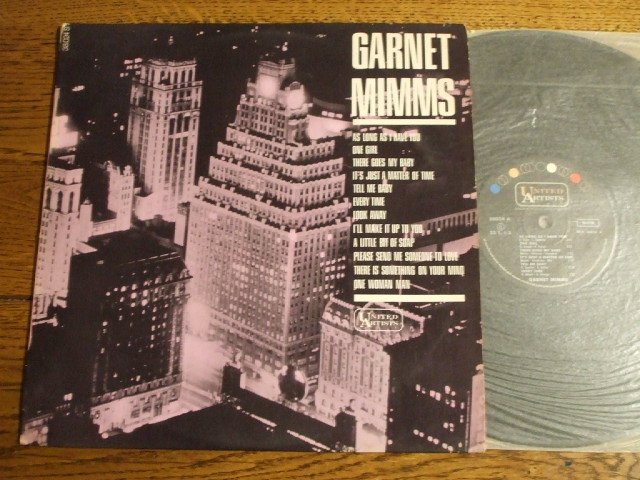 GARNET
MIMMS
AS LONG AS I HAVE YOU
ONE GIRL
THERE GOES MY BABY
IT'S JUST A MATTER OF TIME
TELL ME BABY
EVERY TIME
LOOK AWAY
I'LL MAKE IT UP TO YOU
A LITTLE BIT OF SOAP
PLEASE SEND ME SOMEONE TO LOVE
THERE IS SOMETHING ON YOUR MIND
ONE WOMAN MAN
UNITED
ARTISTS
UNITED
ARTISTS
GARNET MIMMS